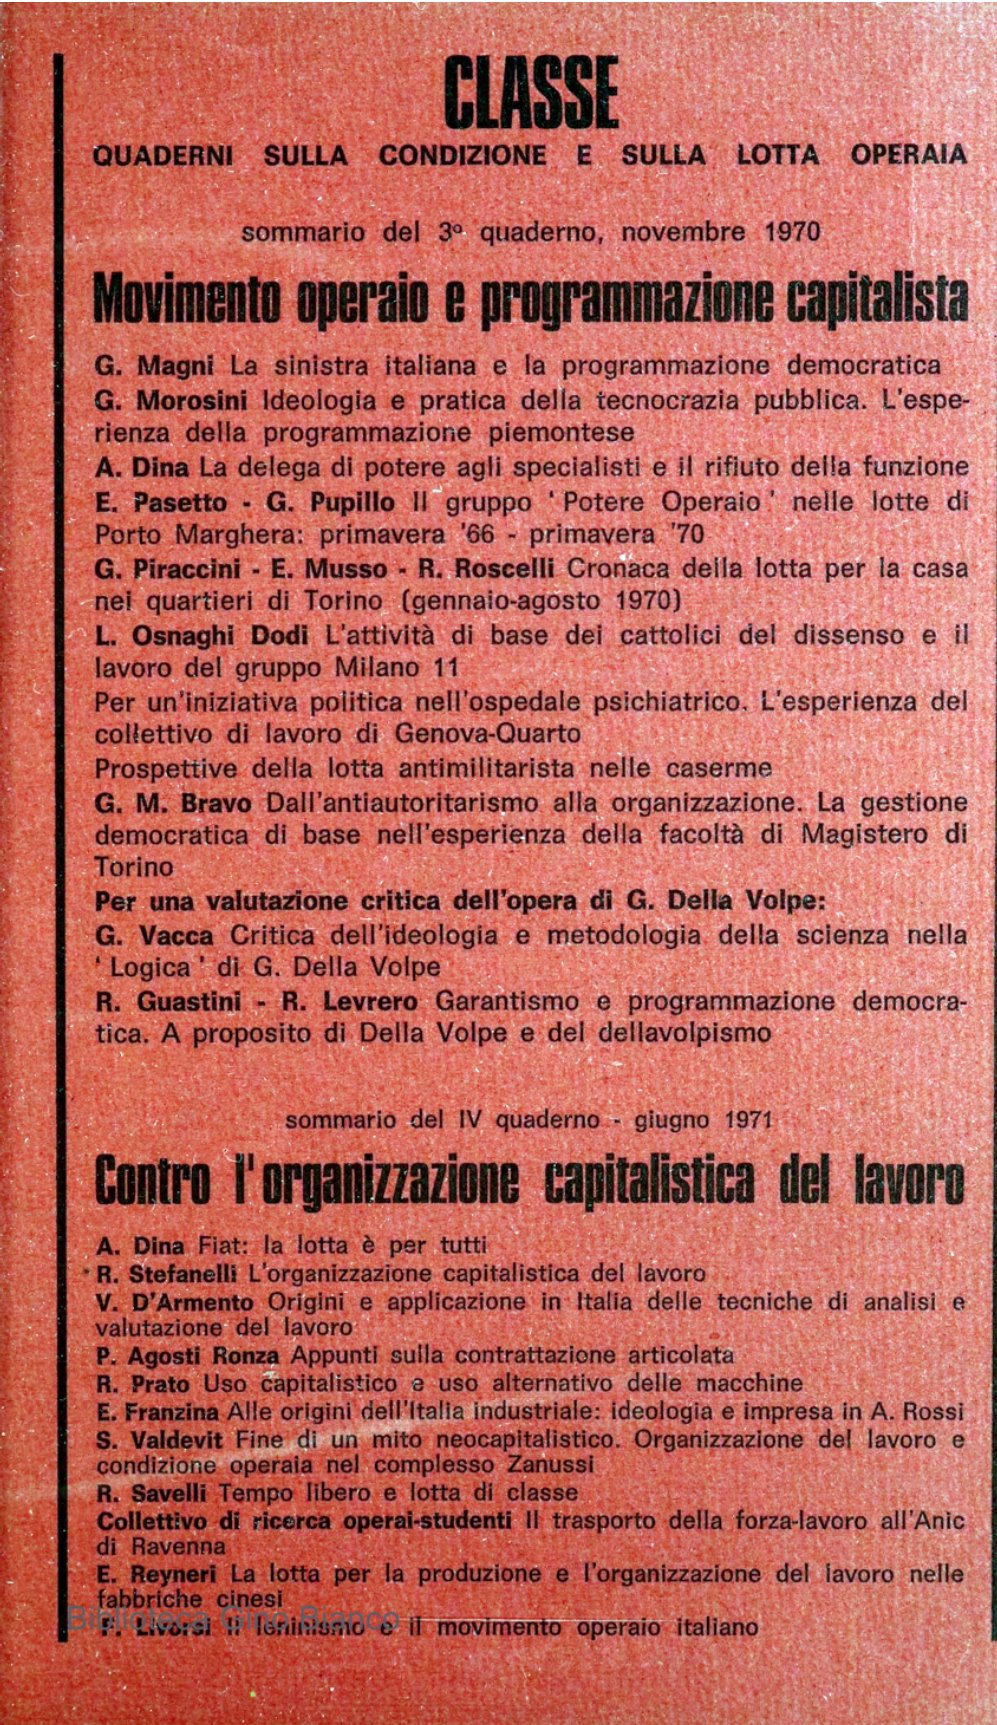 CLASSE
QUADERNI SULLA CONDIZIONE E SULLA LOTTA OPERAIA
sommario del 3º quaderno, novembre 1970
Movimento operaio e programmazione capitalista
G. Magni La sinistra italiana e la programmazione democratica
G. Morosini Ideologia e pratica della tecnocrazia pubblica. L'espe-
rienza della programmazione piemontese
A. Dina La delega di potere agli specialisti e il rifiuto della funzione
E. Pasetto - G. Pupillo Il gruppo ' Potere Operaio ' nelle lotte di
Porto Marghera: primavera '66 - primavera '70
G. Piraccini - E. Musso - R. Roscelli Cronaca della lotta per la casa
nei quartieri di Torino (gennaio-agosto 1970)
L. Osnaghi Dodi L'attività di base dei cattolici del dissenso e il
lavoro del gruppo Milano 11
Per un'iniziativa politica nell'ospedale psichiatrico. L'esperienza del
collettivo di lavoro di Genova-Quarto
Prospettive della lotta antimilitarista nelle caserme
G. M. Bravo Dall'antiautoritarismo alla organizzazione. La gestione
democratica di base nell'esperienza della facoltà di Magistero di
Torino
Per una valutazione critica dell'opera di G. Della Volpe:
G. Vacca Critica dell'ideologia e metodologia della scienza nella
' Logica ' di G. Della Volpe
R. Guastini - R. Levrero Garantismo e programmazione democra-
tica. A proposito di Della Volpe e del dellavolpismo
sommario del IV quaderno - giugno 1971
Contro l'organizzazione capitalistica del lavoro
A. Dina Fiat: la lotta è per tutti
R. Stefanelli L'organizzazione capitalistica del lavoro
V. D'Armento Origini e applicazione in Italia delle tecniche di analisi e
valutazione del lavoro
P. Agosti Ronza Appunti sulla contrattazione articolata
R. Prato Uso capitalistico e uso alternativo delle macchine
E. Franzina Alle origini dell'Italia industriale: ideologia e impresa in A. Rossi
S. Valdevit Fine di un mito neocapitalistico. Organizzazione del lavoro e
condizione operaia nel complesso Zanussi
R. Savelli Tempo libero e lotta di classe
Collettivo di ricerca operai-studenti Il trasporto della forza-lavoro all'Anic
di Ravenna
E. Reyneri La lotta per la produzione e l'organizzazione del lavoro nelle
fabbriche cinesi
Livorsi Il leninismo e il movimento operaio italiano
Biblioteca Gino Bianco